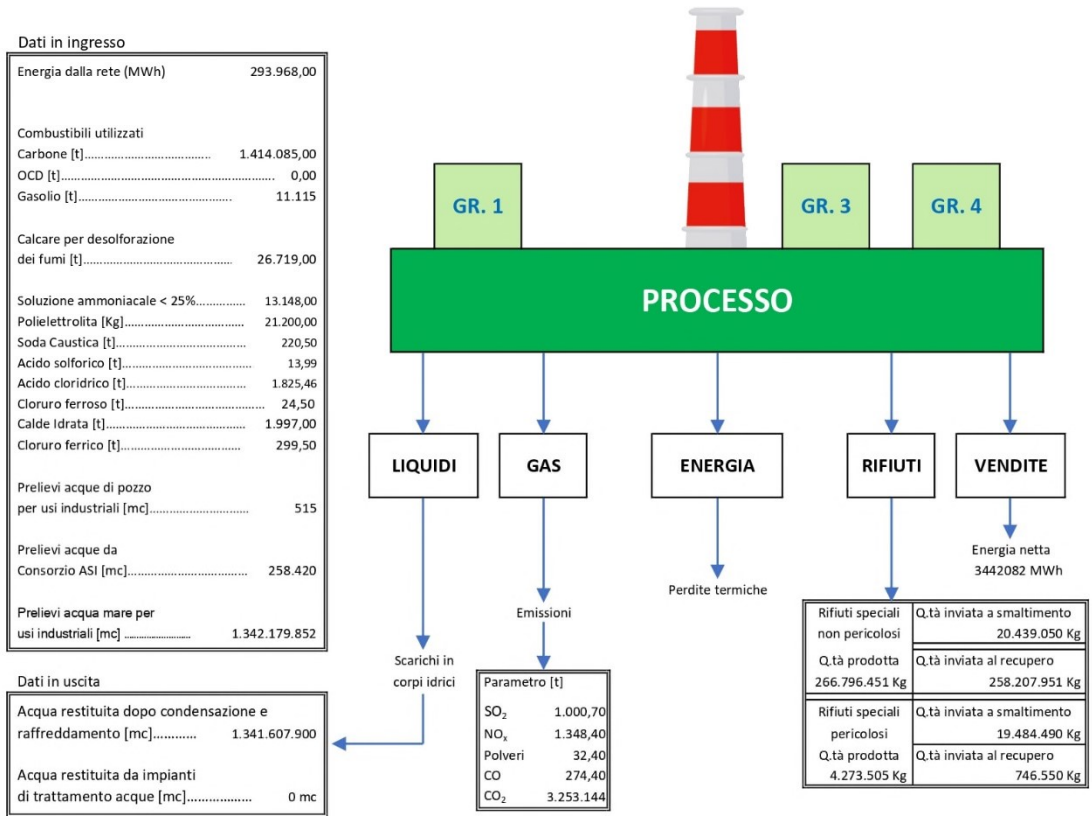 Dati in ingresso
Energia dalla rete (MWh) 293.968,00
Combustibili utilizzati
Carbone [t]..................................... 1.414.085,00
OCD [t]..................................................................... 0,00
Gasolio [t]............................................. 11.115
Calcare per desolforazione
dei fumi [t]............................................ 26.719,00
Soluzione ammoniacale < 25%............... 13.148,00
Polielettrolita [Kg]................................... 21.200,00
Soda Caustica [t]...................................... 220,50
Acido solforico [t]...................................... 13,99
Acido cloridrico [t]................................... 1.825,46
Cloruro ferroso [t]......................................... 24,50
Calde Idrata [t]......................................... 1.997,00
Cloruro ferrico [t].................................... 299,50
Prelievi acque di pozzo
per usi industriali [mc]............................. 515
Prelievi acque da
Consorzio ASI [mc].................................... 258.420
Prelievi acqua mare per
usi industriali [mc] .......................... 1.342.179.852
Dati in uscita
Acqua restituita dopo condensazione e
raffreddamento [mc]............ 1.341.607.900
Acqua restituita da impianti
di trattamento acque [mc]................... 0 mc
GR. 1
GR. 3
GR. 4
PROCESSO
LIQUIDI
GAS
ENERGIA
RIFIUTI
VENDITE
Scarichi in
corpi idrici
Emissioni
Parametro [t]
SO₂ 1.000,70
NOₓ 1.348,40
Polveri 32,40
CO 274,40
CO₂ 3.253.144
Perdite termiche
Energia netta
3442082 MWh
Rifiuti speciali Q.tà inviata a smaltimento
non pericolosi 20.439.050 Kg
Q.tà prodotta Q.tà inviata al recupero
266.796.451 Kg 258.207.951 Kg
Rifiuti speciali Q.tà inviata a smaltimento
pericolosi 19.484.490 Kg
Q.tà prodotta Q.tà inviata al recupero
4.273.505 Kg 746.550 Kg